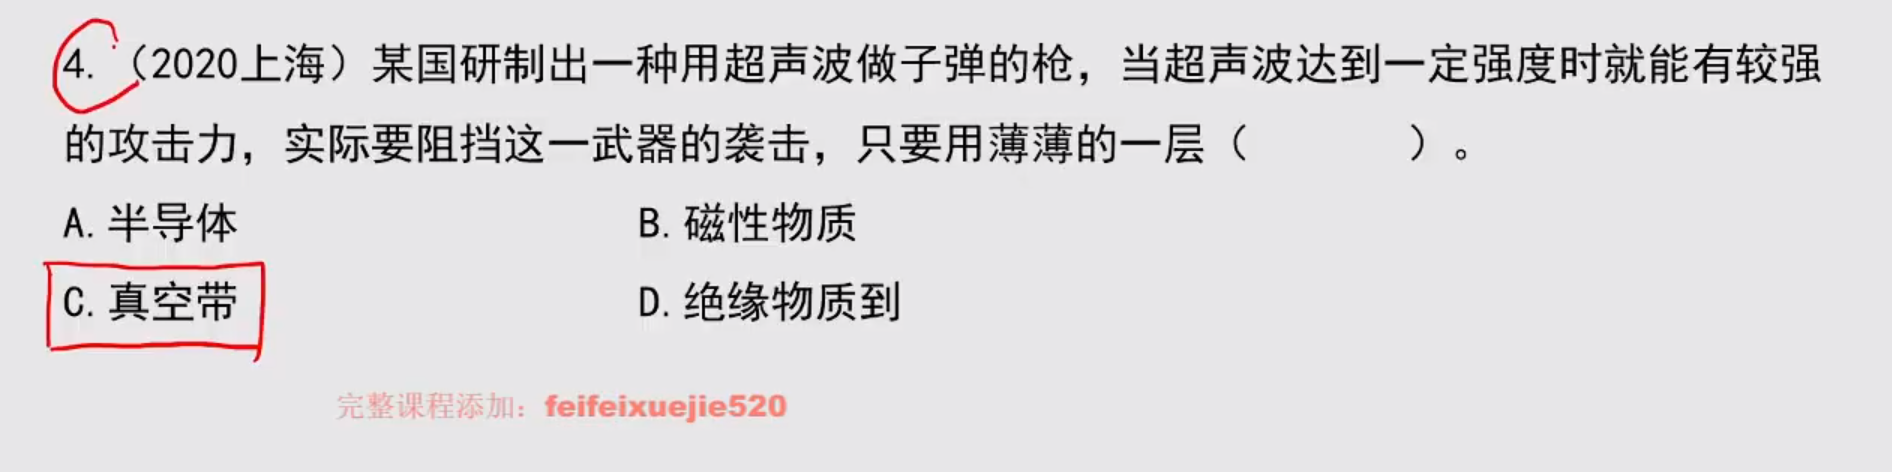 4.（2020上海）某国研制出一种用超声波做子弹的枪，当超声波达到一定强度时就能有较强
的攻击力，实际要阻挡这一武器的袭击，只要用薄薄的一层（　　　）。
A. 半导体　　B. 磁性物质
C. 真空带　　D. 绝缘物质到
完整课程添加：feifeixuejie520